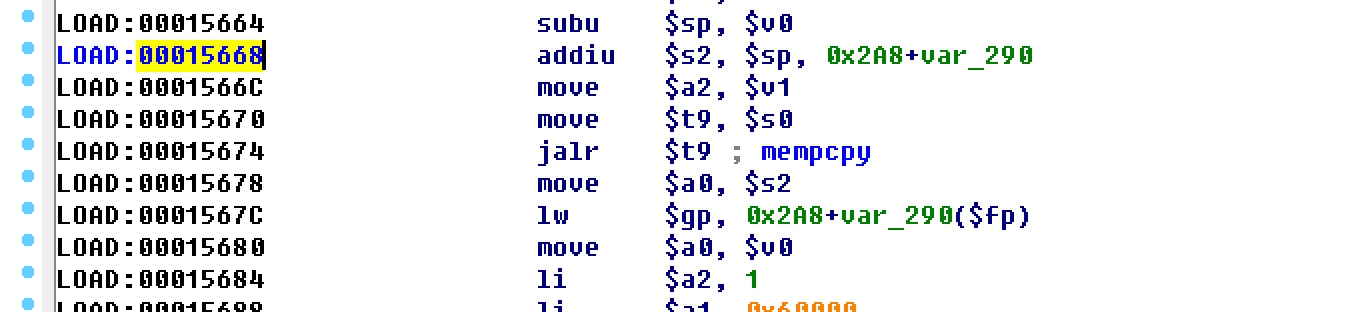 LOAD:00015664 subu $sp, $v0
LOAD:00015668 addiu $s2, $sp, 0x2A8+var_290
LOAD:0001566C move $a2, $v1
LOAD:00015670 move $t9, $s0
LOAD:00015674 jalr $t9 ; mempcpy
LOAD:00015678 move $a0, $s2
LOAD:0001567C lw $gp, 0x2A8+var_290($fp)
LOAD:00015680 move $a0, $v0
LOAD:00015684 li $a2, 1